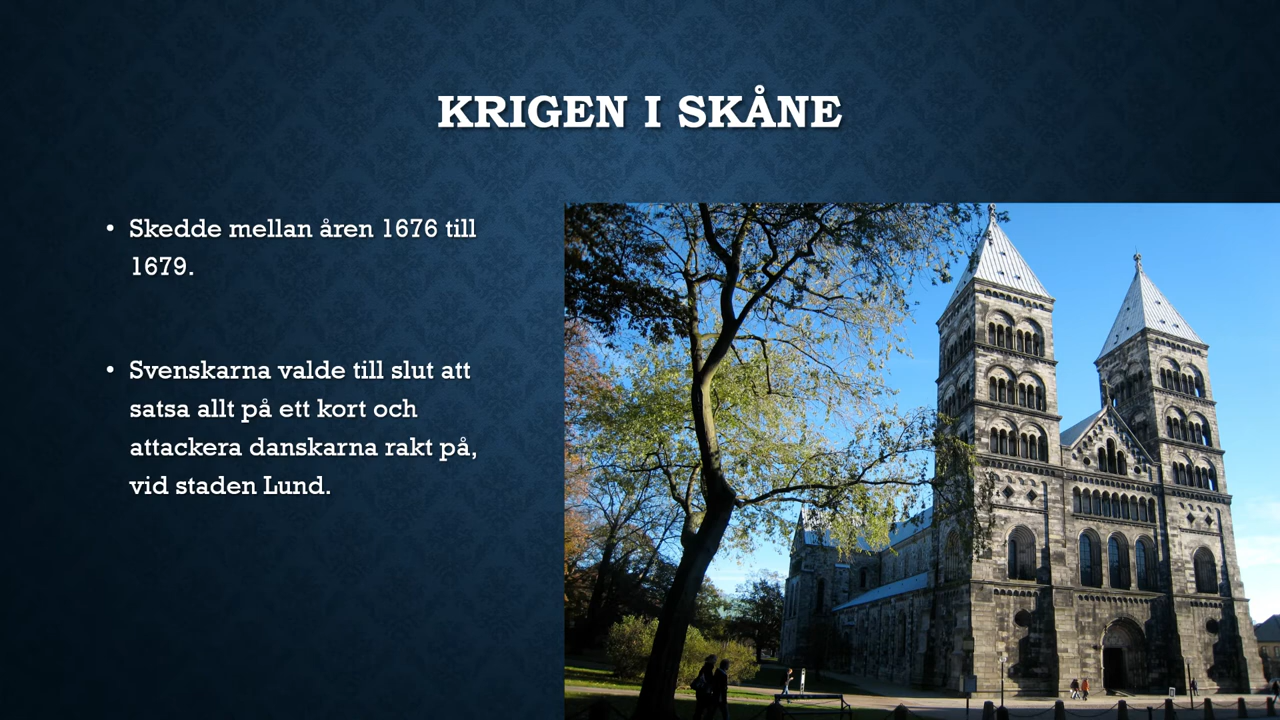 KRIGEN I SKÅNE
• Skedde mellan åren 1676 till
1679.
• Svenskarna valde till slut att
satsa allt på ett kort och
attackera danskarna rakt på,
vid staden Lund.